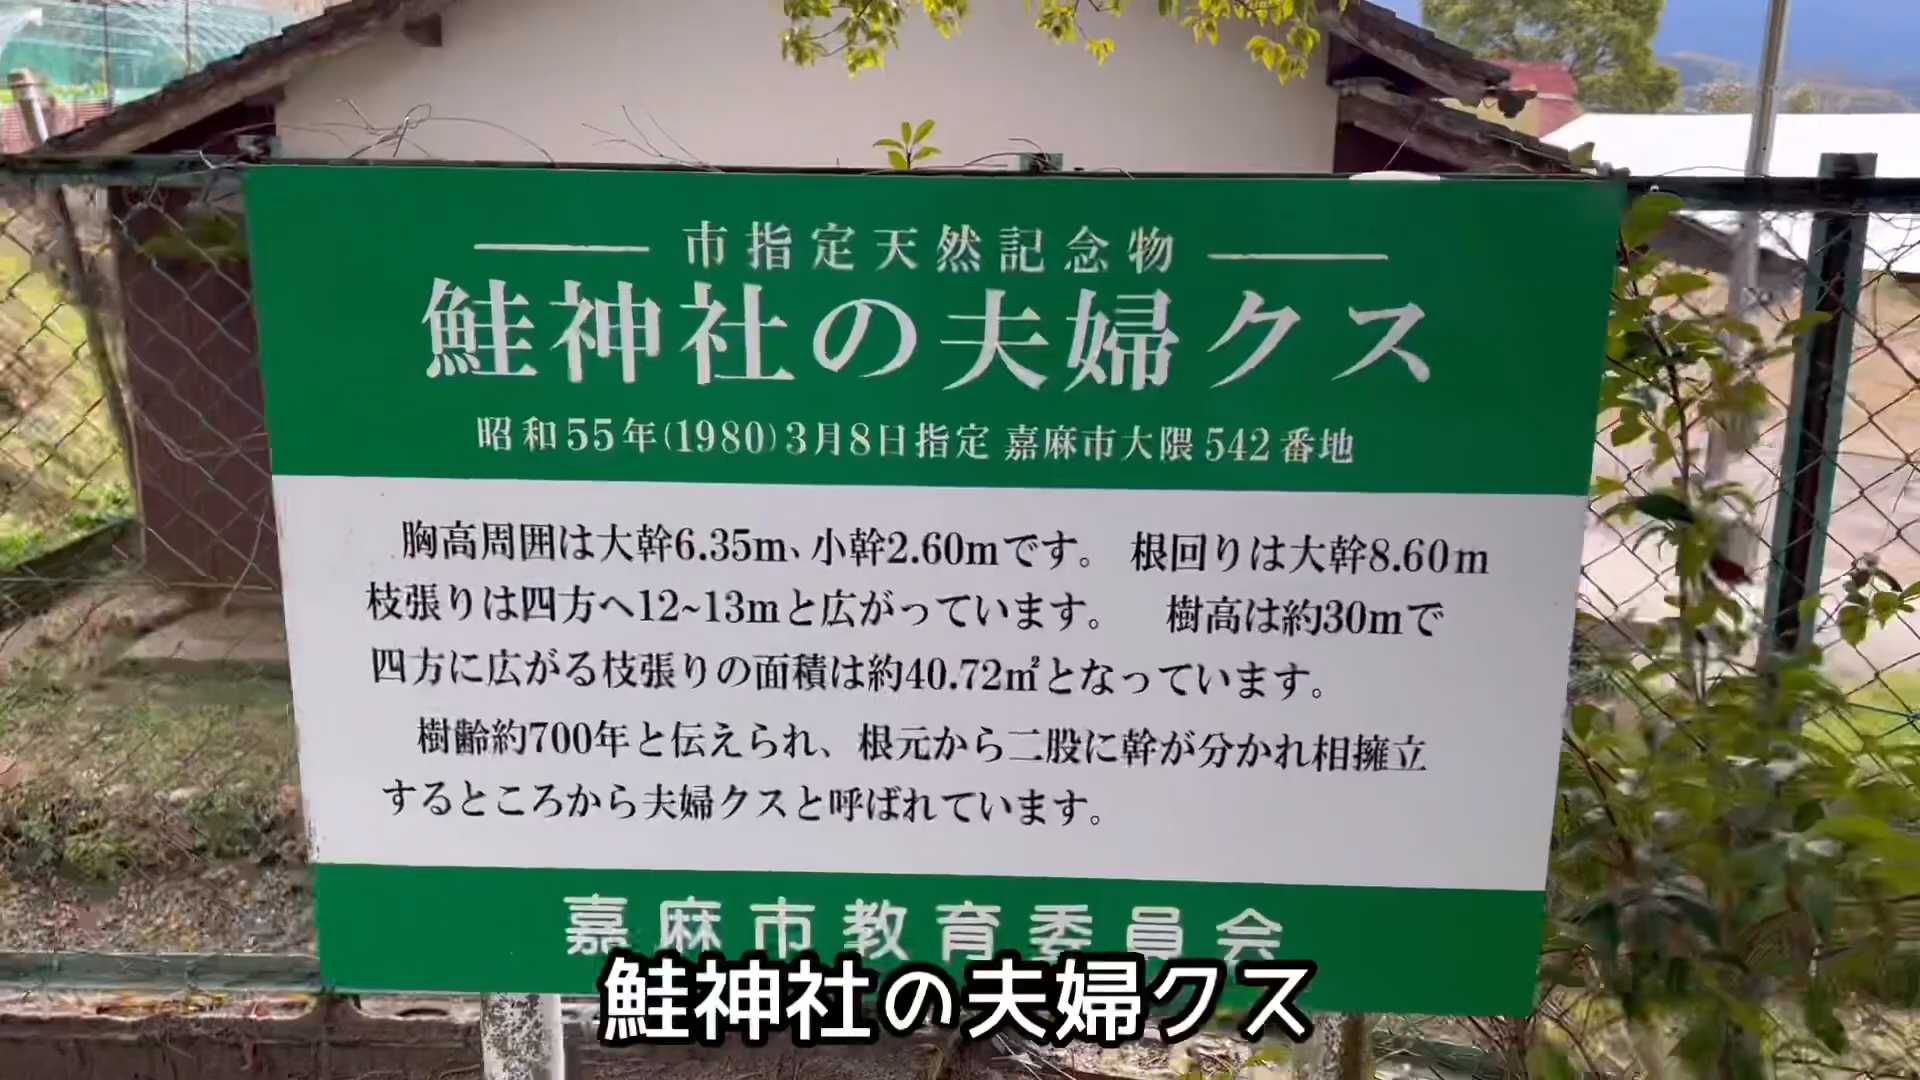 市指定天然記念物
鮭神社の夫婦クス
昭和55年(1980)3月8日指定 嘉麻市大隈542番地
胸高周囲は大幹6.35m、小幹2.60mです。 根回りは大幹8.60m
枝張りは四方へ12~13mと広がっています。 樹高は約30mで
四方に広がる枝張りの面積は約40.72㎡となっています。
樹齢約700年と伝えられ、根元から二股に幹が分かれ相擁立
するところから夫婦クスと呼ばれています。
嘉麻市教育委員会
鮭神社の夫婦クス